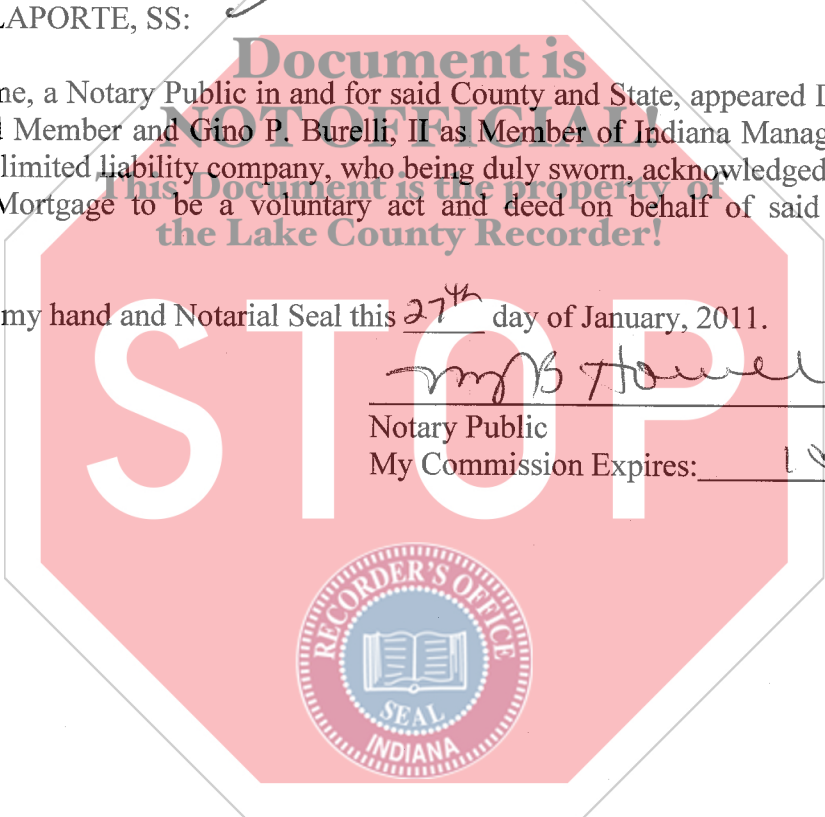 LAPORTE, SS:
Document is
me, a Notary Public in and for said County and State, appeared D
NOT OFFICIAL!
Member and Gino P. Burelli, II as Member of Indiana Manag
limited liability company, who being duly sworn, acknowledged
This Document is the property of
Mortgage to be a voluntary act and deed on behalf of said
the Lake County Recorder!
my hand and Notarial Seal this 27th day of January, 2011.
STOP
Howell
Notary Public
My Commission Expires:
RECORDER'S OFFICE
SEAL
INDIANA